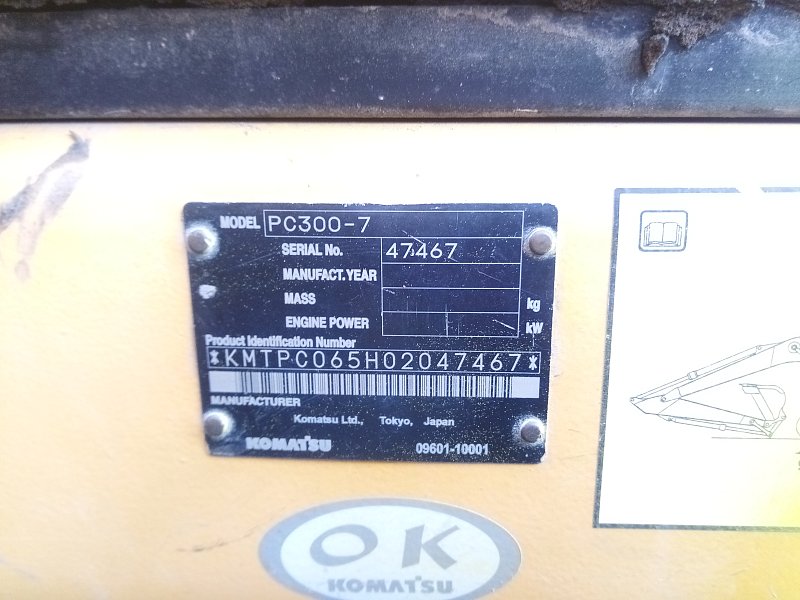 MODEL PC300-7
SERIAL No. 47467
MANUFACT.YEAR
MASS kg
ENGINE POWER kW
Product Identification Number
*KMTPC065H02047467*
MANUFACTURER
Komatsu Ltd., Tokyo, Japan
KOMATSU 09601-10001
OK
KOMATSU